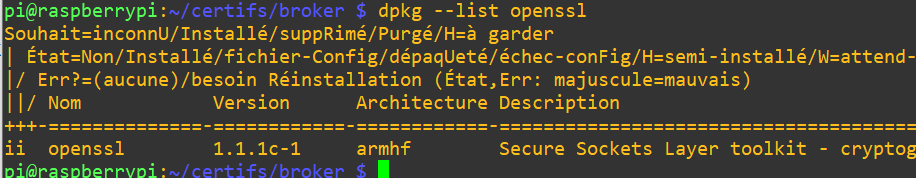 pi@raspberrypi:~/certifs/broker $ dpkg --list openssl
Souhait=inconnU/Installé/suppRimé/Purgé/H=à garder
| État=Non/Installé/fichier-Config/dépaqUeté/échec-conFig/H=semi-installé/W=attend-
|/ Err?=(aucune)/besoin Réinstallation (État,Err: majuscule=mauvais)
||/ Nom            Version      Architecture Description
+++-==============-============-============-=======================================
ii  openssl        1.1.1c-1     armhf        Secure Sockets Layer toolkit - cryptog
pi@raspberrypi:~/certifs/broker $